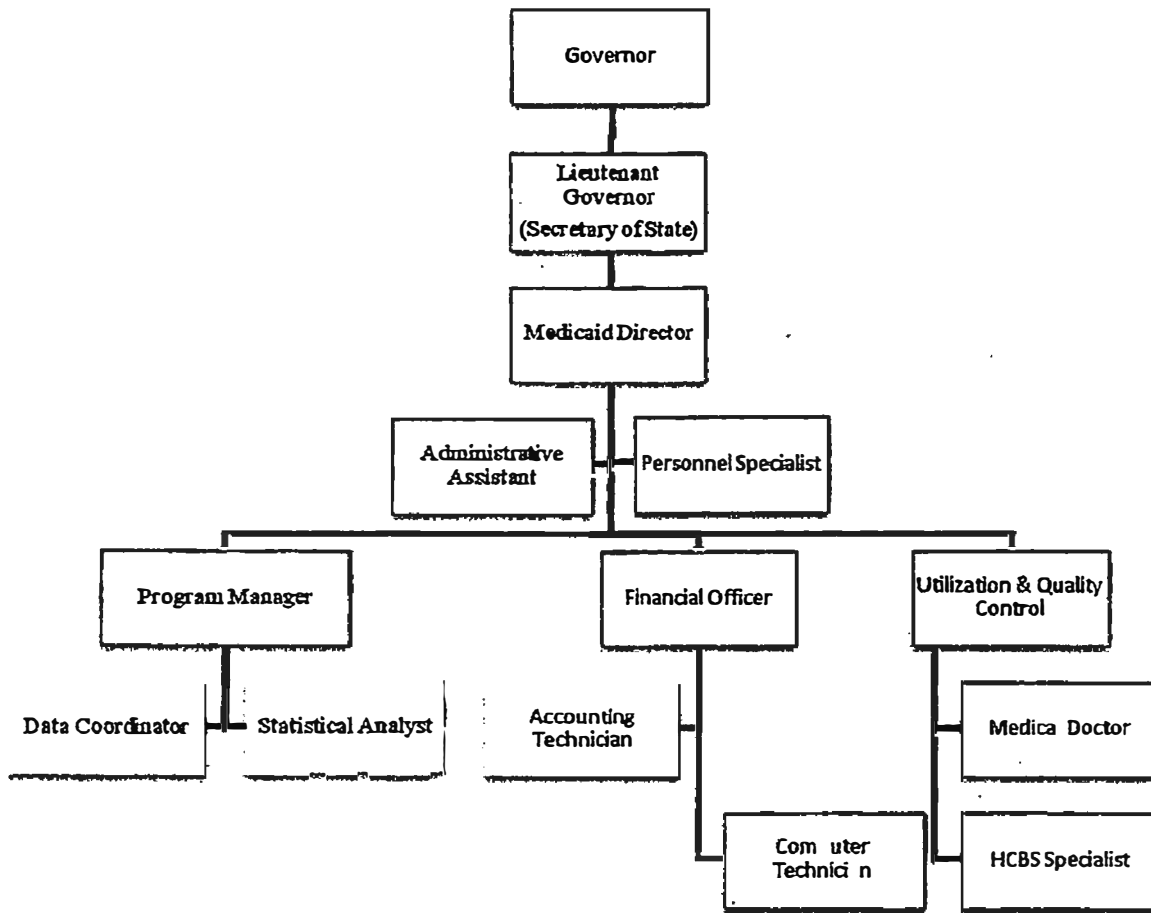 Governor
Lieutenant
Governor
(Secretary of State)
Medicaid Director
Administrative
Assistant
Personnel Specialist
Program Manager
Financial Officer
Utilization & Quality
Control
Data Coordinator
Statistical Analyst
Accounting
Technician
Medica Doctor
Com uter
Technici n
HCBS Specialist